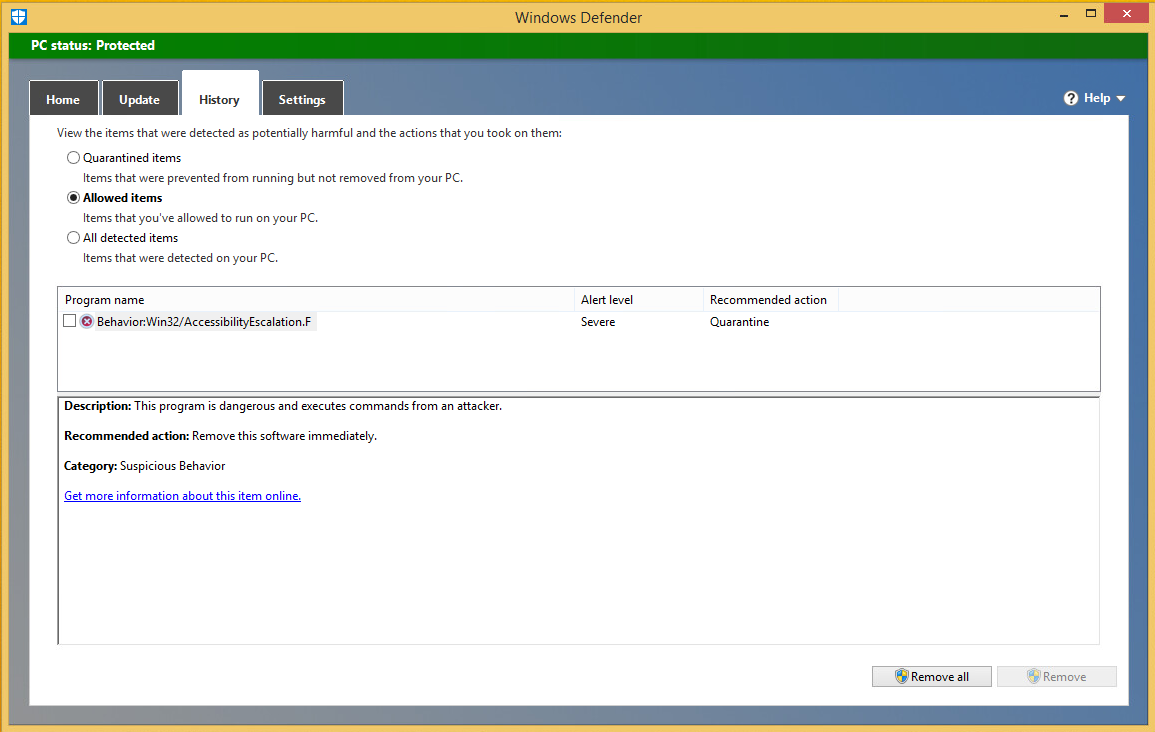 Windows Defender
PC status: Protected
Home Update History Settings Help
View the items that were detected as potentially harmful and the actions that you took on them:
Quarantined items
Items that were prevented from running but not removed from your PC.
Allowed items
Items that you've allowed to run on your PC.
All detected items
Items that were detected on your PC.
Program name Alert level Recommended action
Behavior:Win32/AccessibilityEscalation.F Severe Quarantine
Description: This program is dangerous and executes commands from an attacker.
Recommended action: Remove this software immediately.
Category: Suspicious Behavior
Get more information about this item online.
Remove all Remove